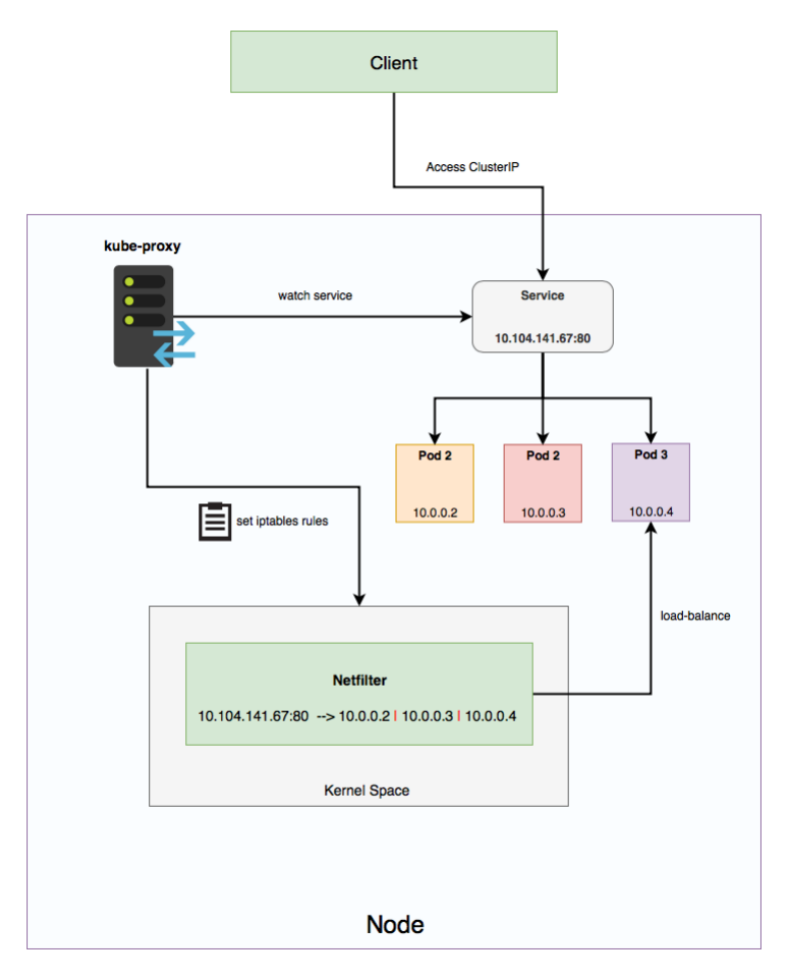 Client
Access ClusterIP
kube-proxy
watch service
Service
10.104.141.67:80
Pod 2
10.0.0.2
Pod 2
10.0.0.3
Pod 3
10.0.0.4
set iptables rules
load-balance
Netfilter
10.104.141.67:80 --> 10.0.0.2 | 10.0.0.3 | 10.0.0.4
Kernel Space
Node